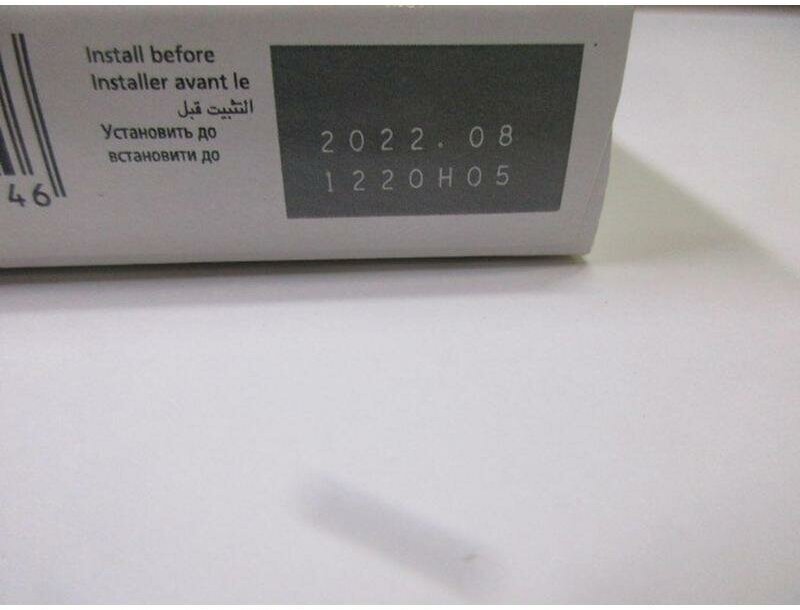 Install before
Installer avant le
التثبيت قبل
Установить до
встановити до
2022.08
1220H05
46